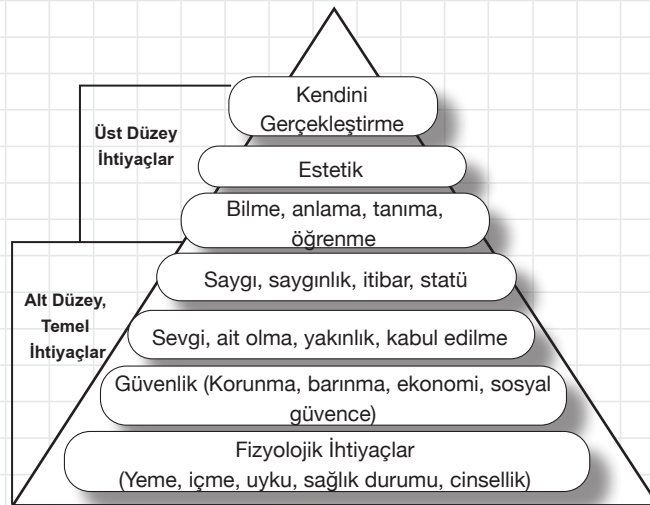 Kendini
Gerçekleştirme
Üst Düzey
İhtiyaçlar
Estetik
Bilme, anlama, tanıma,
öğrenme
Saygı, saygınlık, itibar, statü
Alt Düzey,
Temel
İhtiyaçlar
Sevgi, ait olma, yakınlık, kabul edilme
Güvenlik (Korunma, barınma, ekonomi, sosyal
güvence)
Fizyolojik İhtiyaçlar
(Yeme, içme, uyku, sağlık durumu, cinsellik)